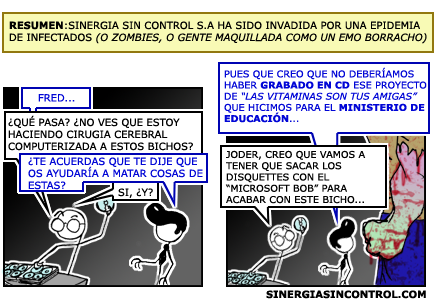 RESUMEN:SINERGIA SIN CONTROL S.A HA SIDO INVADIDA POR UNA EPIDEMIA
DE INFECTADOS (O ZOMBIES, O GENTE MAQUILLADA COMO UN EMO BORRACHO)
FRED...
¿QUÉ PASA? ¿NO VES QUE ESTOY
HACIENDO CIRUGIA CEREBRAL
COMPUTERIZADA A ESTOS BICHOS?
¿TE ACUERDAS QUE TE DIJE QUE
OS AYUDARÍA A MATAR COSAS DE
ESTAS?
SI, ¿Y?
PUES QUE CREO QUE NO DEBERÍAMOS
HABER GRABADO EN CD ESE PROYECTO
DE "LAS VITAMINAS SON TUS AMIGAS"
QUE HICIMOS PARA EL MINISTERIO DE
EDUCACIÓN...
JODER, CREO QUE VAMOS A
TENER QUE SACAR LOS
DISQUETTES CON EL
"MICROSOFT BOB" PARA
ACABAR CON ESTE BICHO...
SINERGIASINCONTROL.COM